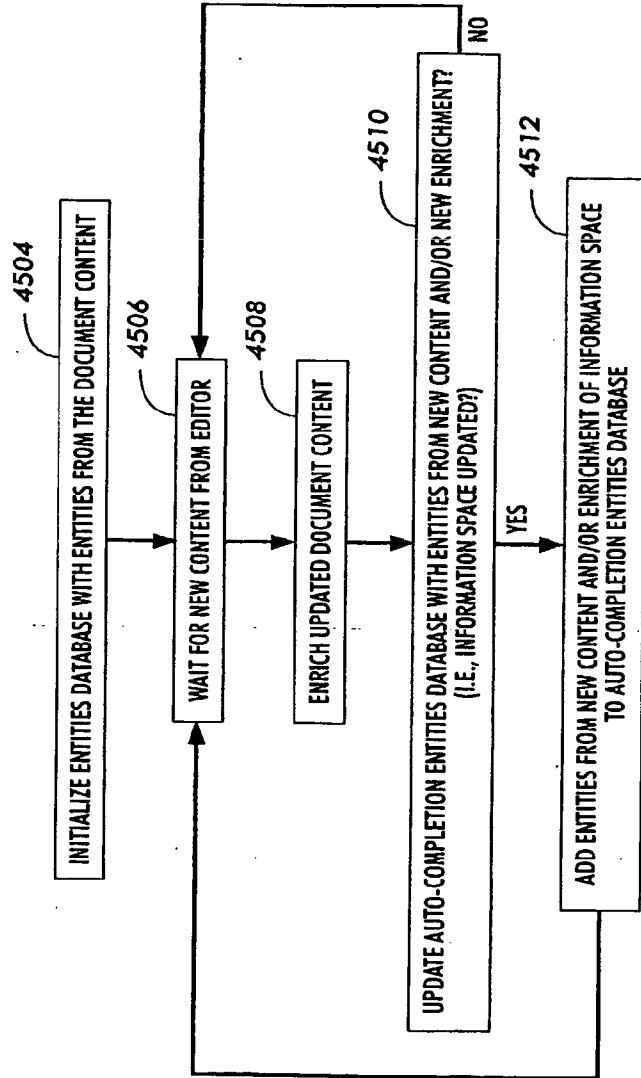 4504
INITIALIZE ENTITIES DATABASE WITH ENTITIES FROM THE DOCUMENT CONTENT
4506
WAIT FOR NEW CONTENT FROM EDITOR
4508
ENRICH UPDATED DOCUMENT CONTENT
4510
UPDATE AUTO-COMPLETION ENTITIES DATABASE WITH ENTITIES FROM NEW CONTENT AND/OR NEW ENRICHMENT?
(I.E., INFORMATION SPACE UPDATED?)
NO
YES
4512
ADD ENTITIES FROM NEW CONTENT AND/OR ENRICHMENT OF INFORMATION SPACE
TO AUTO-COMPLETION ENTITIES DATABASE